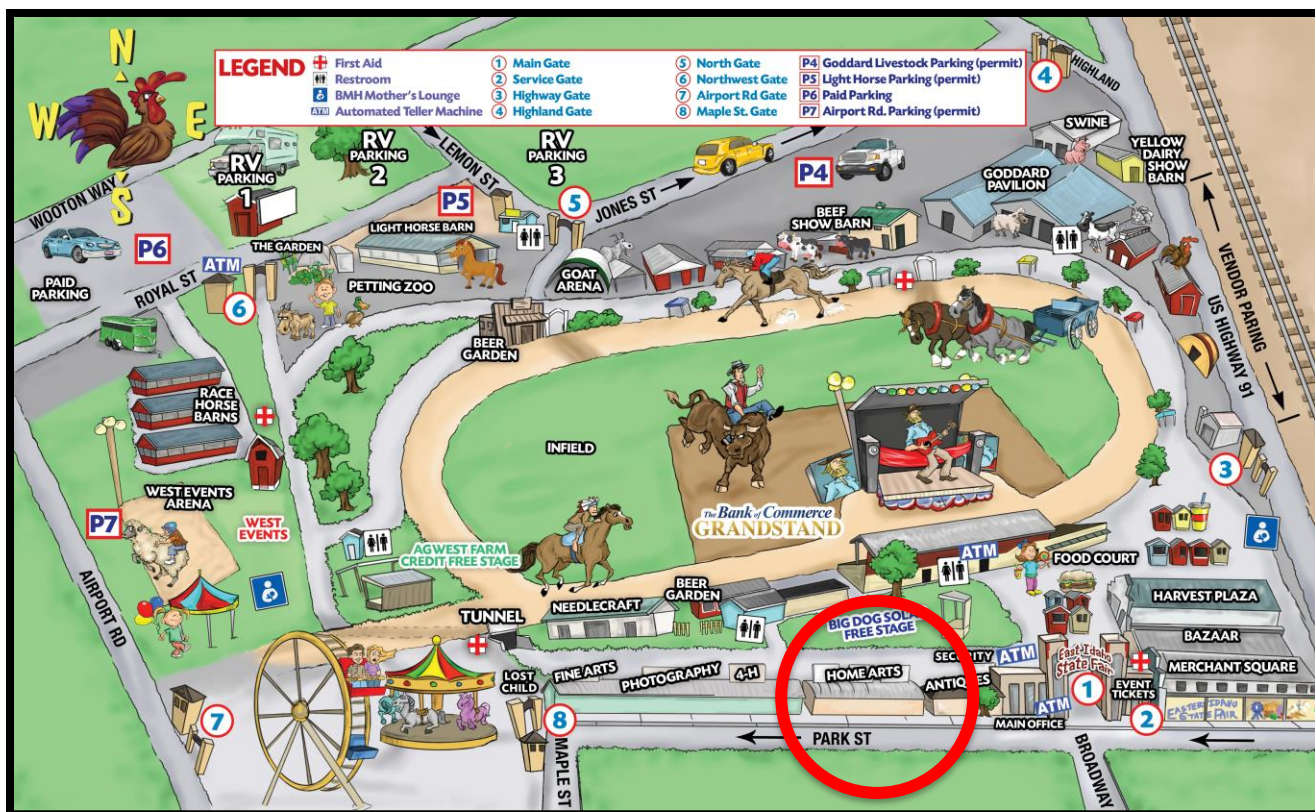 N
W
E
S
LEGEND
First Aid
Restroom
BMH Mother's Lounge
ATM Automated Teller Machine
1 Main Gate
2 Service Gate
3 Highway Gate
4 Highland Gate
5 North Gate
6 Northwest Gate
7 Airport Rd Gate
8 Maple St. Gate
P4 Goddard Livestock Parking (permit)
P5 Light Horse Parking (permit)
P6 Paid Parking
P7 Airport Rd. Parking (permit)
4
HIGHLAND
RV
PARKING
1
RV
PARKING
2
LEMON ST
RV
PARKING
3
P4
SWINE
YELLOW
DAIRY
SHOW
BARN
GODDARD
PAVILION
WOOTON WAY
P5
5
JONES ST
LIGHT HORSE BARN
BEEF
SHOW BARN
P6
PAID
PARKING
ROYAL ST
ATM
THE GARDEN
PETTING ZOO
GOAT
ARENA
6
BEER
GARDEN
VENDOR PARING
US HIGHWAY 91
RACE
HORSE
BARNS
INFIELD
3
WEST EVENTS
ARENA
P7
WEST
EVENTS
The Bank of Commerce
GRANDSTAND
AGWEST FARM
CREDIT FREE STAGE
ATM
FOOD COURT
AIRPORT RD
TUNNEL
NEEDLECRAFT
BEER
GARDEN
HARVEST PLAZA
BIG DOG SOL
FREE STAGE
BAZAAR
LOST
CHILD
FINE ARTS
PHOTOGRAPHY
4-H
HOME ARTS
SECURITY
ATM
ANTIQUES
East Idaho
State Fair
EVENT
TICKETS
MERCHANT SQUARE
7
8
1
2
ATM
MAIN OFFICE
EASTERN IDAHO
STATE FAIR
MAPLE ST
PARK ST
BROADWAY